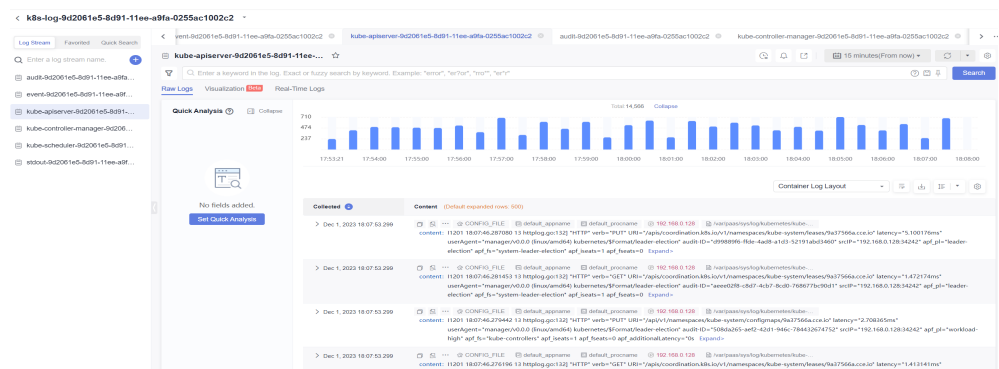 k8s-log-9d2061e5-8d91-11ee-a9fa-0255ac1002c2
Log Stream Favorited Quick Search
Enter a log stream name.
audit-9d2061e5-8d91-11ee-a9fa...
event-9d2061e5-8d91-11ee-a9f...
kube-apiserver-9d2061e5-8d91-...
kube-controller-manager-9d206...
kube-scheduler-9d2061e5-8d91...
stdout-9d2061e5-8d91-11ee-a9f...
vent-9d2061e5-8d91-11ee-a9fa-0255ac1002c2 kube-apiserver-9d2061e5-8d91-11ee-a9fa-0255ac1002c2 audit-9d2061e5-8d91-11ee-a9fa-0255ac1002c2 kube-controller-manager-9d2061e5-8d91-11ee-a9fa-0255ac1002c2
kube-apiserver-9d2061e5-8d91-11ee-... 15 minutes(From now)
Enter a keyword in the log. Exact or fuzzy search by keyword. Example: "error", "er?or", "rro*", "er*r" Search
Raw Logs Visualization Beta Real-Time Logs
Quick Analysis Collapse
No fields added.
Set Quick Analysis
Total:14,566 Collapse
710
474
237
17:53:21 17:54:00 17:55:00 17:56:00 17:57:00 17:58:00 17:59:00 18:00:00 18:01:00 18:02:00 18:03:00 18:04:00 18:05:00 18:06:00 18:07:00 18:08:00
Container Log Layout
Collected Content (Default expanded rows: 500)
Dec 1, 2023 18:07:53.299 CONFIG_FILE default_appname default_procname 192.168.0.128 /var/paas/sys/log/kubernetes/kube-...
content: I1201 18:07:46.287080 13 httplog.go:132] "HTTP" verb="PUT" URI="/apis/coordination.k8s.io/v1/namespaces/kube-system/leases/9a37566a.cce.io" latency="5.100176ms"
userAgent="manager/v0.0.0 (linux/amd64) kubernetes/$Format/leader-election" audit-ID="d99889f6-ffde-4ad8-a1d3-52191abd3460" srcIP="192.168.0.128:34242" apf_pl="leader-
election" apf_fs="system-leader-election" apf_iseats=1 apf_fseats=0 Expand
Dec 1, 2023 18:07:53.299 CONFIG_FILE default_appname default_procname 192.168.0.128 /var/paas/sys/log/kubernetes/kube-...
content: I1201 18:07:46.281453 13 httplog.go:132] "HTTP" verb="GET" URI="/apis/coordination.k8s.io/v1/namespaces/kube-system/leases/9a37566a.cce.io" latency="1.472174ms"
userAgent="manager/v0.0.0 (linux/amd64) kubernetes/$Format/leader-election" audit-ID="aeee02f8-c8d7-4cb7-8cd0-768677bc90d1" srcIP="192.168.0.128:34242" apf_pl="leader-
election" apf_fs="system-leader-election" apf_iseats=1 apf_fseats=0 Expand
Dec 1, 2023 18:07:53.299 CONFIG_FILE default_appname default_procname 192.168.0.128 /var/paas/sys/log/kubernetes/kube-...
content: I1201 18:07:46.279442 13 httplog.go:132] "HTTP" verb="PUT" URI="/api/v1/namespaces/kube-system/configmaps/9a37566a.cce.io" latency="2.708365ms"
userAgent="manager/v0.0.0 (linux/amd64) kubernetes/$Format/leader-election" audit-ID="508da265-aef2-42d1-946c-784432674752" srcIP="192.168.0.128:34242" apf_pl="workload-
high" apf_fs="kube-controllers" apf_iseats=1 apf_fseats=0 apf_additionalLatency="0s Expand
Dec 1, 2023 18:07:53.299 CONFIG_FILE default_appname default_procname 192.168.0.128 /var/paas/sys/log/kubernetes/kube-...
content: I1201 18:07:46.276196 13 httplog.go:132] "HTTP" verb="GET" URI="/apis/coordination.k8s.io/v1/namespaces/kube-system/leases/9a37566a.cce.io" latency="1.413141ms"